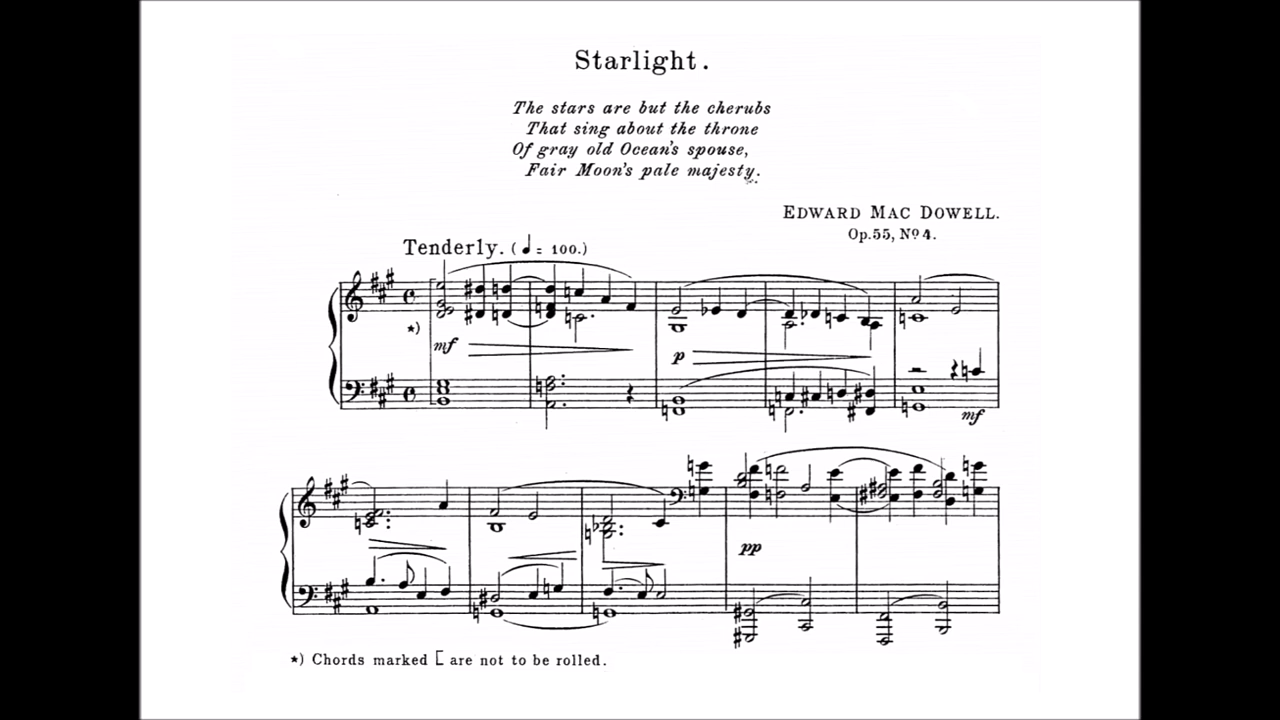 Starlight.
The stars are but the cherubs
That sing about the throne
Of gray old Ocean's spouse,
Fair Moon's pale majesty.
EDWARD MAC DOWELL.
Op. 55, No 4.
Tenderly. (♩= 100.)
*)
mf
p
mf
pp
*) Chords marked [ are not to be rolled.